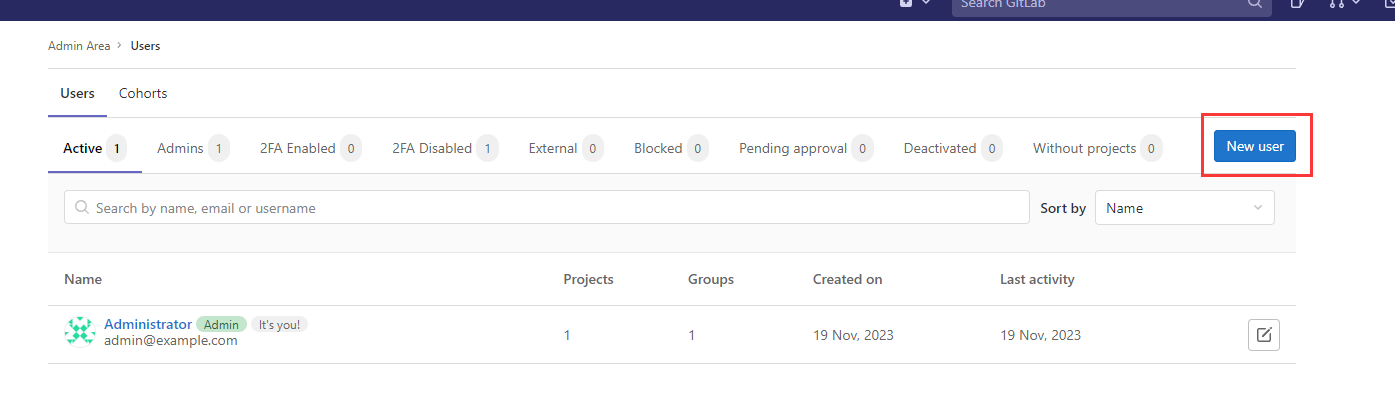 Search GitLab
Admin Area > Users
Users Cohorts
Active 1 Admins 1 2FA Enabled 0 2FA Disabled 1 External 0 Blocked 0 Pending approval 0 Deactivated 0 Without projects 0 New user
Search by name, email or username Sort by Name
Name Projects Groups Created on Last activity
Administrator Admin It's you! 1 1 19 Nov, 2023 19 Nov, 2023
admin@example.com